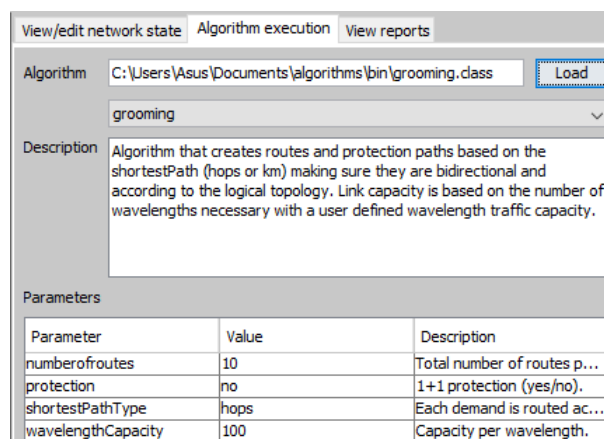 View/edit network state Algorithm execution View reports
Algorithm C:\Users\Asus\Documents\algorithms\bin\grooming.class Load
grooming
Description Algorithm that creates routes and protection paths based on the
shortestPath (hops or km) making sure they are bidirectional and
according to the logical topology. Link capacity is based on the number of
wavelengths necessary with a user defined wavelength traffic capacity.
Parameters
Parameter Value Description
numberofroutes 10 Total number of routes p...
protection no 1+1 protection (yes/no).
shortestPathType hops Each demand is routed ac...
wavelengthCapacity 100 Capacity per wavelength.